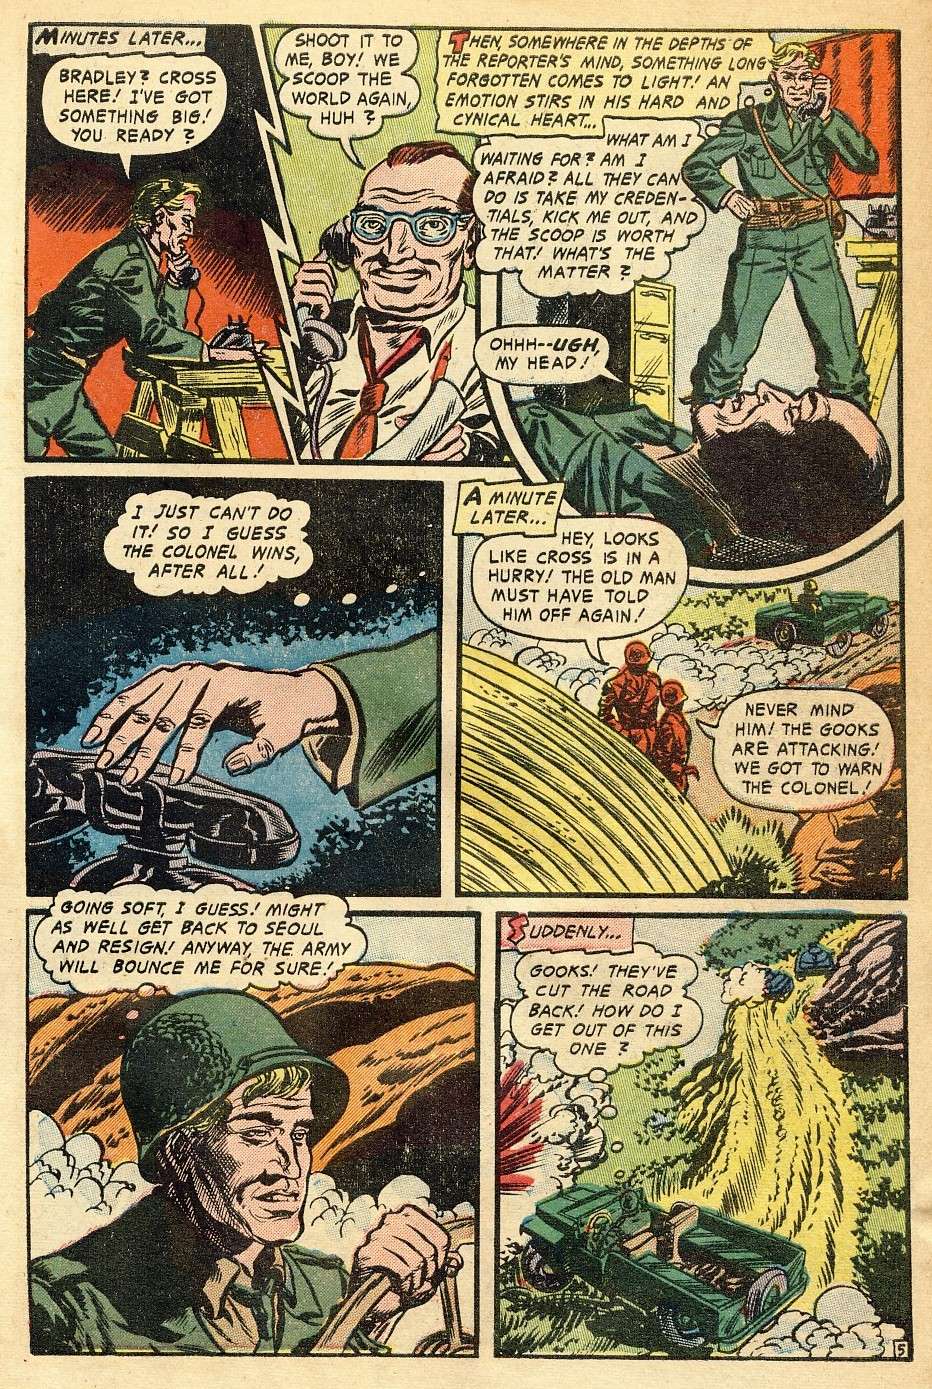 MINUTES LATER...
BRADLEY? CROSS
HERE! I'VE GOT
SOMETHING BIG!
YOU READY?
SHOOT IT TO
ME, BOY! WE
SCOOP THE
WORLD AGAIN,
HUH?
THEN, SOMEWHERE IN THE DEPTHS OF
THE REPORTER'S MIND, SOMETHING LONG
FORGOTTEN COMES TO LIGHT! AN
EMOTION STIRS IN HIS HARD AND
CYNICAL HEART...
WHAT AM I
WAITING FOR? AM I
AFRAID? ALL THEY CAN
DO IS TAKE MY CREDEN-
TIALS, KICK ME OUT, AND
THE SCOOP IS WORTH
THAT! WHAT'S THE
MATTER?
OHHH--UGH,
MY HEAD!
I JUST CAN'T DO
IT! SO I GUESS
THE COLONEL WINS,
AFTER ALL!
A MINUTE
LATER...
HEY, LOOKS
LIKE CROSS IS IN A
HURRY! THE OLD MAN
MUST HAVE TOLD
HIM OFF AGAIN!
NEVER MIND
HIM! THE GOOKS
ARE ATTACKING!
WE GOT TO WARN
THE COLONEL!
GOING SOFT, I GUESS! MIGHT
AS WELL GET BACK TO SEOUL
AND RESIGN! ANYWAY, THE ARMY
WILL BOUNCE ME FOR SURE!
SUDDENLY...
GOOKS! THEY'VE
CUT THE ROAD
BACK! HOW DO I
GET OUT OF THIS
ONE?
5